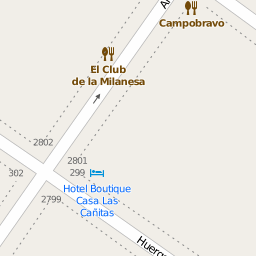 Campobravo
El Club
de la Milanesa
2802
2801
302
299
Hotel Boutique
Casa Las
Cañitas
2799